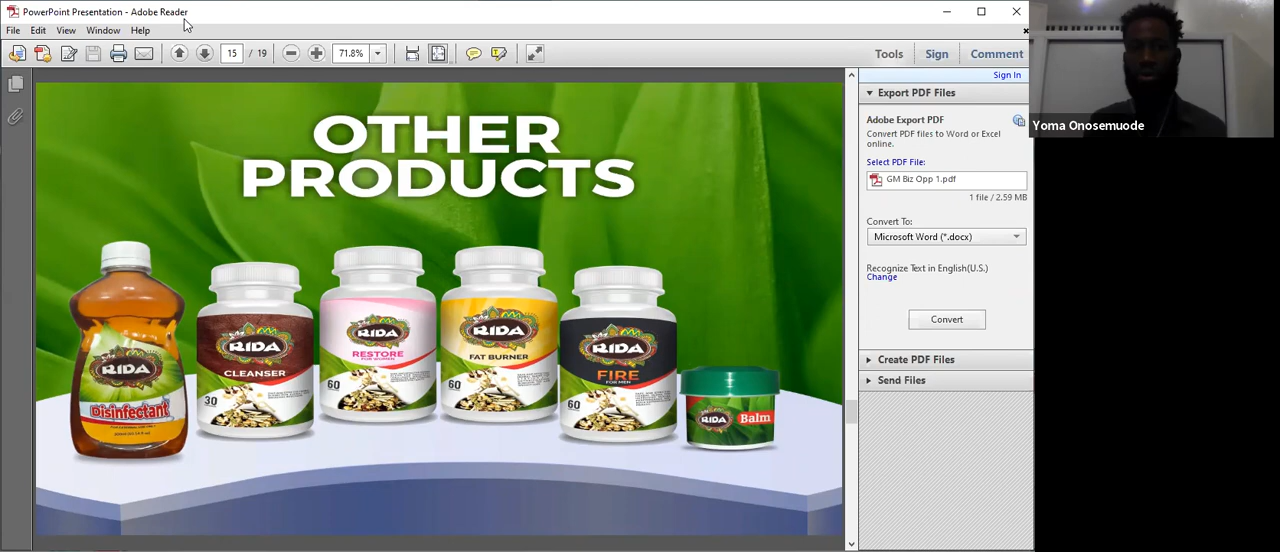 PowerPoint Presentation - Adobe Reader
File Edit View Window Help
15 / 19
71.8%
Tools Sign Comment
Sign In
Export PDF Files
Adobe Export PDF
Convert PDF files to Word or Excel
online.
Select PDF File:
GM Biz Opp 1.pdf
1 file / 2.59 MB
Convert To:
Microsoft Word (*.docx)
Recognize Text in English(U.S.)
Change
Convert
Create PDF Files
Send Files
OTHER
PRODUCTS
RIDA
Disinfectant
RIDA
CLEANSER
30
RIDA
RESTORE
FOR WOMEN
60
RIDA
FAT BURNER
60
RIDA
FIRE
FOR MEN
60
RIDA
Balm
Yoma Onosemuode